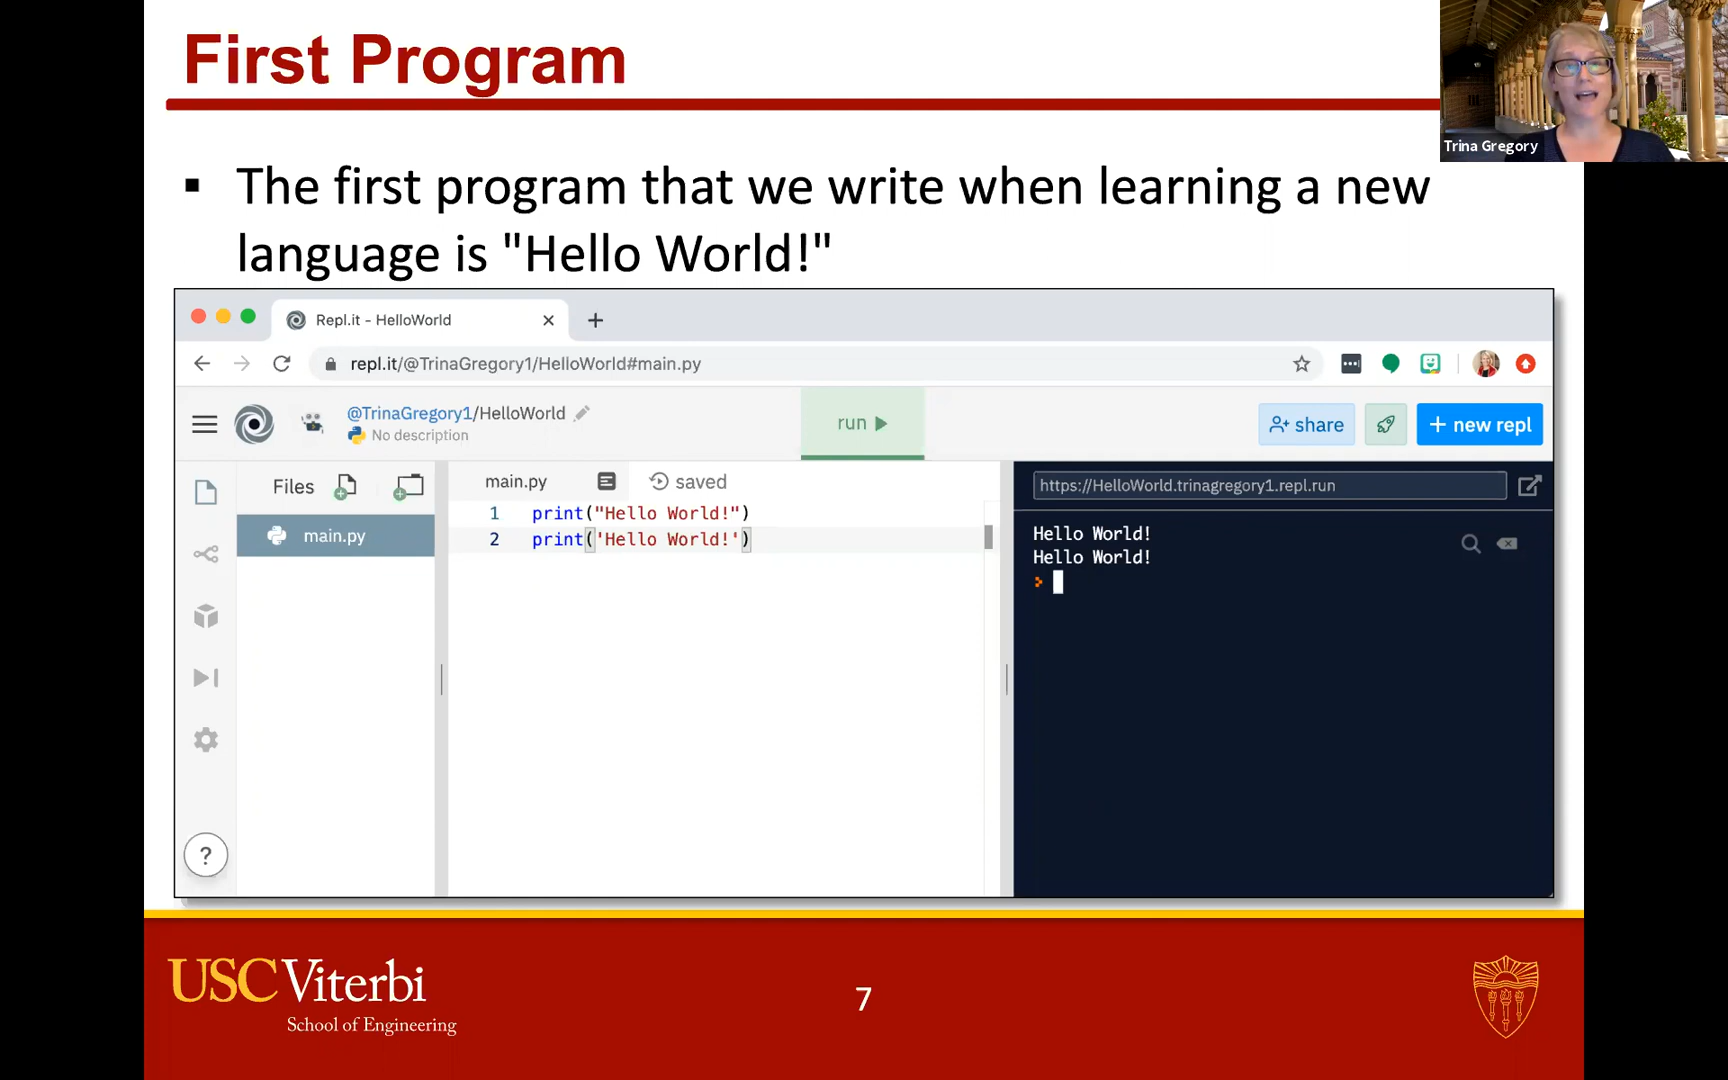 First Program
Trina Gregory
▪ The first program that we write when learning a new
language is "Hello World!"
Repl.it - HelloWorld
repl.it/@TrinaGregory1/HelloWorld#main.py
@TrinaGregory1/HelloWorld
No description
run
share
+ new repl
Files
main.py
main.py
saved
1 print("Hello World!")
2 print('Hello World!')
https://HelloWorld.trinagregory1.repl.run
Hello World!
Hello World!
>
?
USC Viterbi
School of Engineering
7